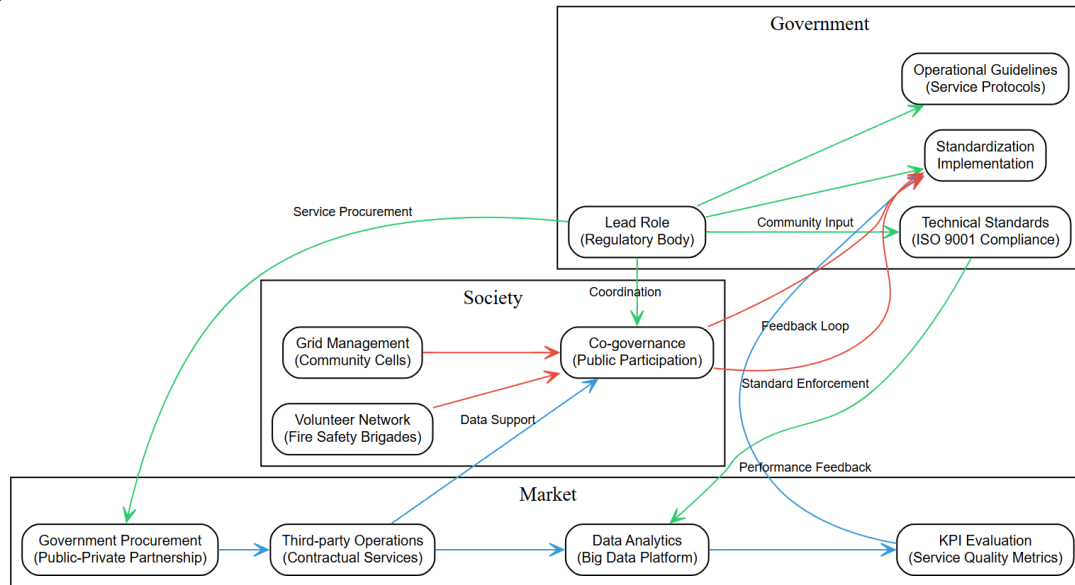 Government
Operational Guidelines
(Service Protocols)
Standardization
Implementation
Service Procurement
Lead Role
(Regulatory Body)
Community Input
Technical Standards
(ISO 9001 Compliance)
Society
Coordination
Grid Management
(Community Cells)
Co-governance
(Public Participation)
Feedback Loop
Standard Enforcement
Volunteer Network
(Fire Safety Brigades)
Data Support
Performance Feedback
Market
Government Procurement
(Public-Private Partnership)
Third-party Operations
(Contractual Services)
Data Analytics
(Big Data Platform)
KPI Evaluation
(Service Quality Metrics)